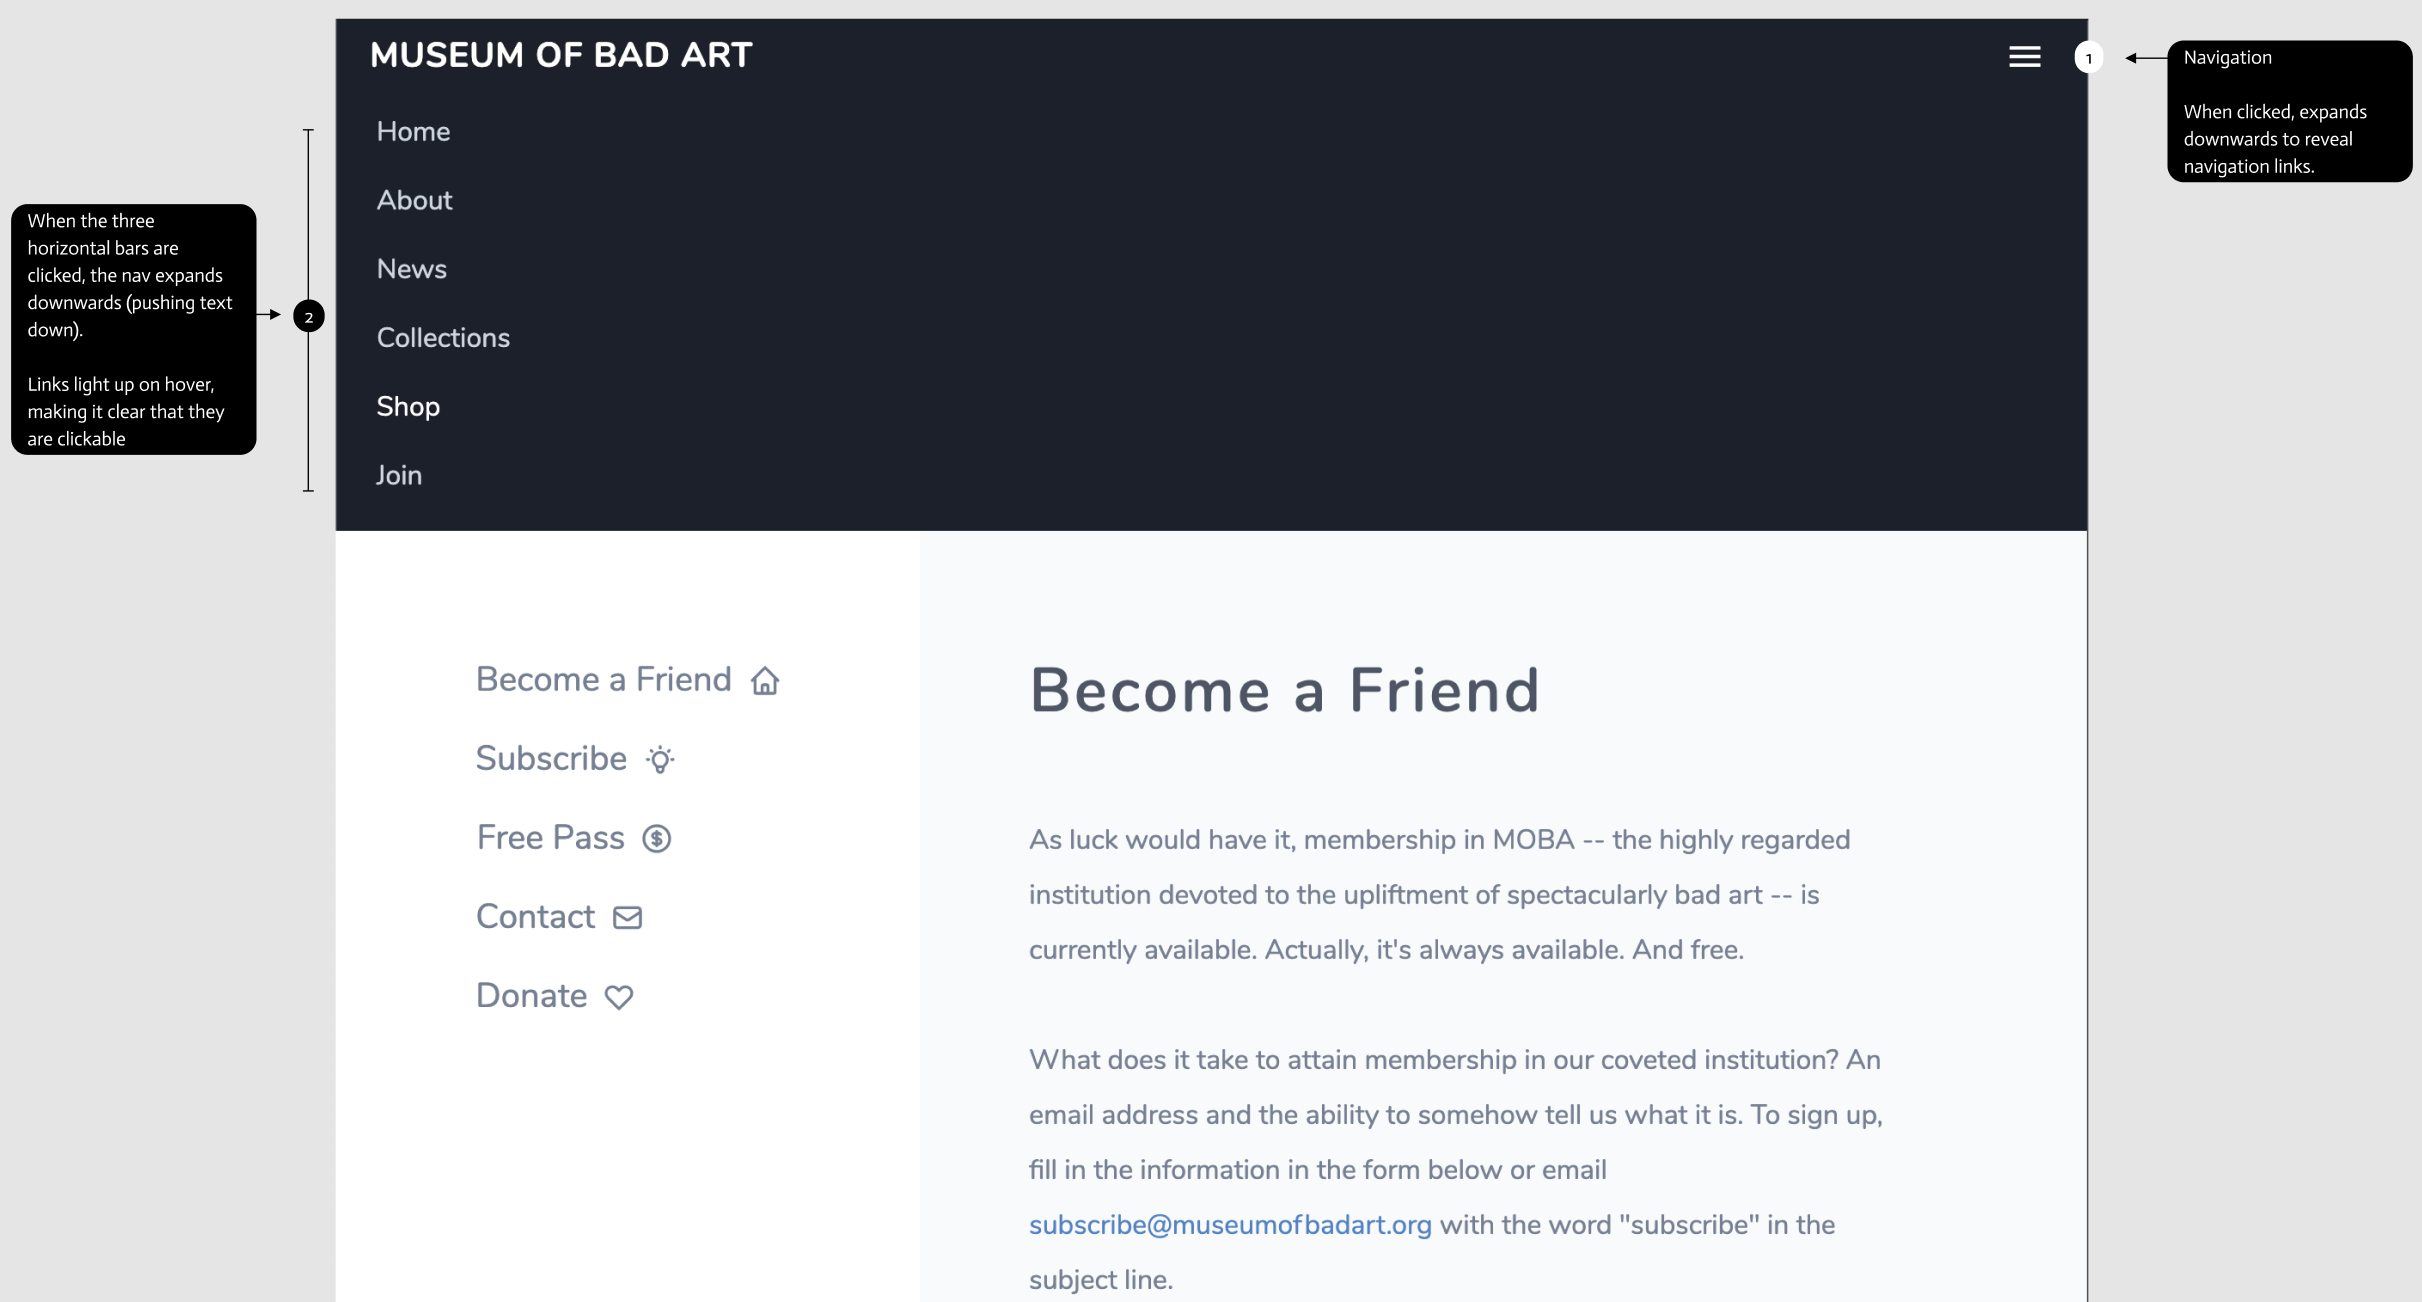 MUSEUM OF BAD ART
1
Navigation
When clicked, expands
downwards to reveal
navigation links.
Home
About
News
Collections
Shop
Join
When the three
horizontal bars are
clicked, the nav expands
downwards (pushing text
down).
Links light up on hover,
making it clear that they
are clickable
2
Become a Friend
Subscribe
Free Pass
Contact
Donate
Become a Friend
As luck would have it, membership in MOBA -- the highly regarded
institution devoted to the upliftment of spectacularly bad art -- is
currently available. Actually, it's always available. And free.
What does it take to attain membership in our coveted institution? An
email address and the ability to somehow tell us what it is. To sign up,
fill in the information in the form below or email
subscribe@museumofbadart.org with the word "subscribe" in the
subject line.